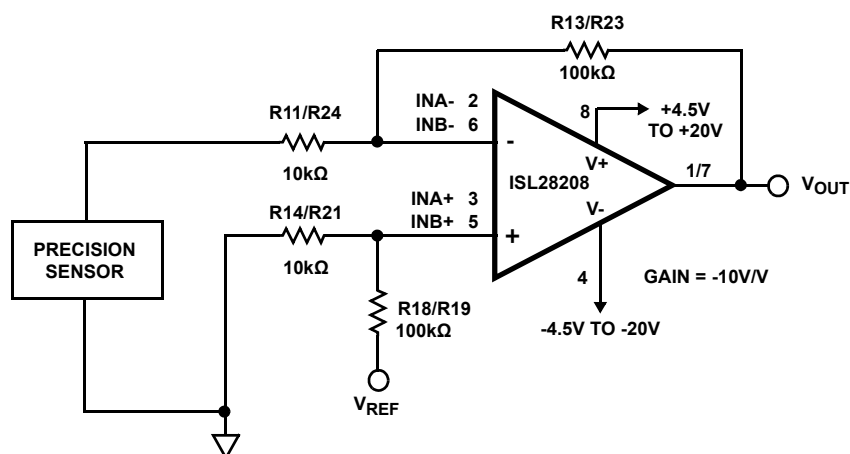 R13/R23
100kΩ
INA- 2
INB- 6
R11/R24
10kΩ
8
+4.5V
TO +20V
-
V+
ISL28208
1/7
VOUT
INA+ 3
INB+ 5
R14/R21
10kΩ
V-
+
PRECISION
SENSOR
4
GAIN = -10V/V
R18/R19
100kΩ
-4.5V TO -20V
VREF